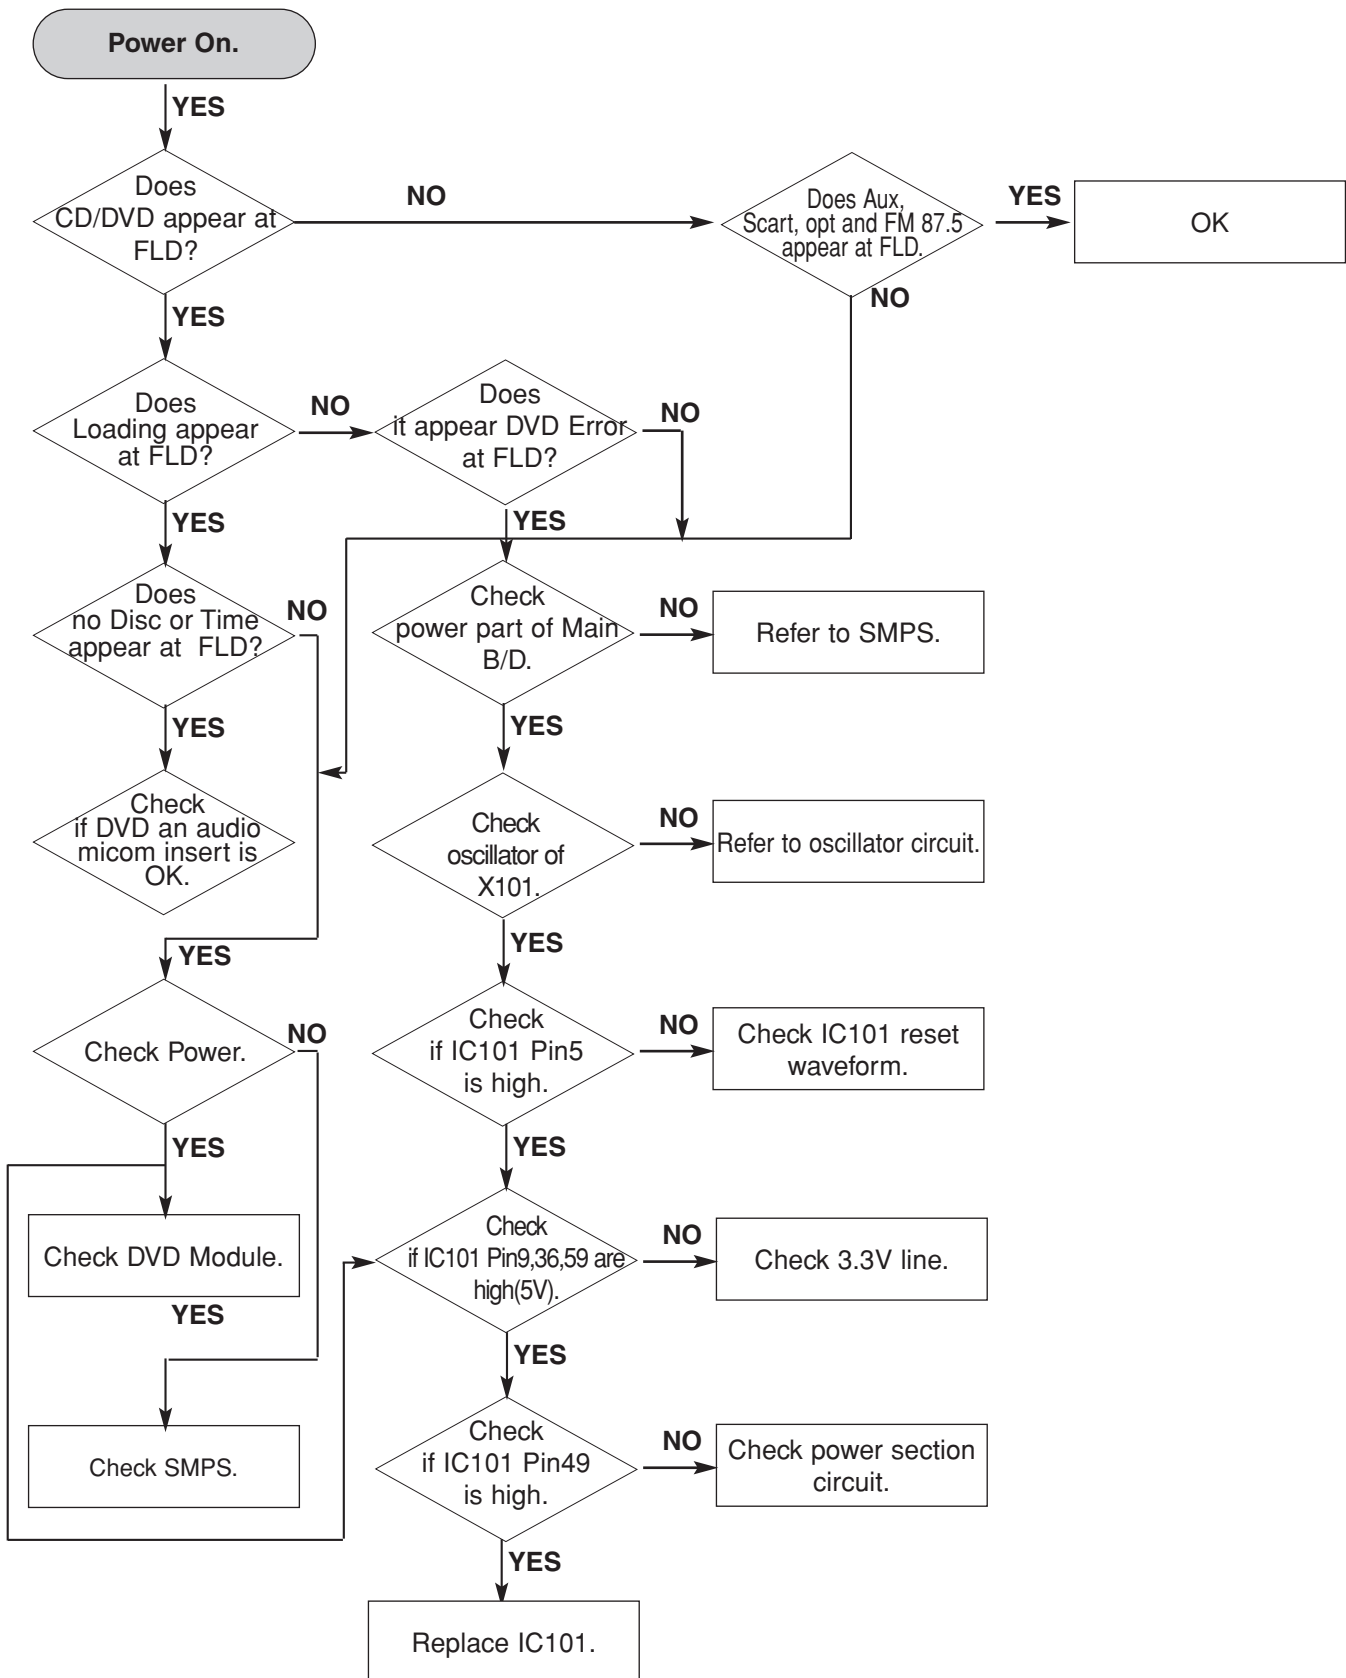 Power On.
YES
Does
CD/DVD appear at
FLD?
NO
Does Aux,
Scart, opt and FM 87.5
appear at FLD.
YES
OK
NO
YES
Does
Loading appear
at FLD?
NO
Does
it appear DVD Error
at FLD?
NO
YES
YES
Does
no Disc or Time
appear at FLD?
NO
Check
power part of Main
B/D.
NO
Refer to SMPS.
YES
YES
Check
if DVD an audio
micom insert is
OK.
Check
oscillator of
X101.
NO
Refer to oscillator circuit.
YES
YES
Check Power.
NO
Check
if IC101 Pin5
is high.
NO
Check IC101 reset
waveform.
YES
YES
Check DVD Module.
YES
Check
if IC101 Pin9,36,59 are
high(5V).
NO
Check 3.3V line.
YES
Check SMPS.
Check
if IC101 Pin49
is high.
NO
Check power section
circuit.
YES
Replace IC101.